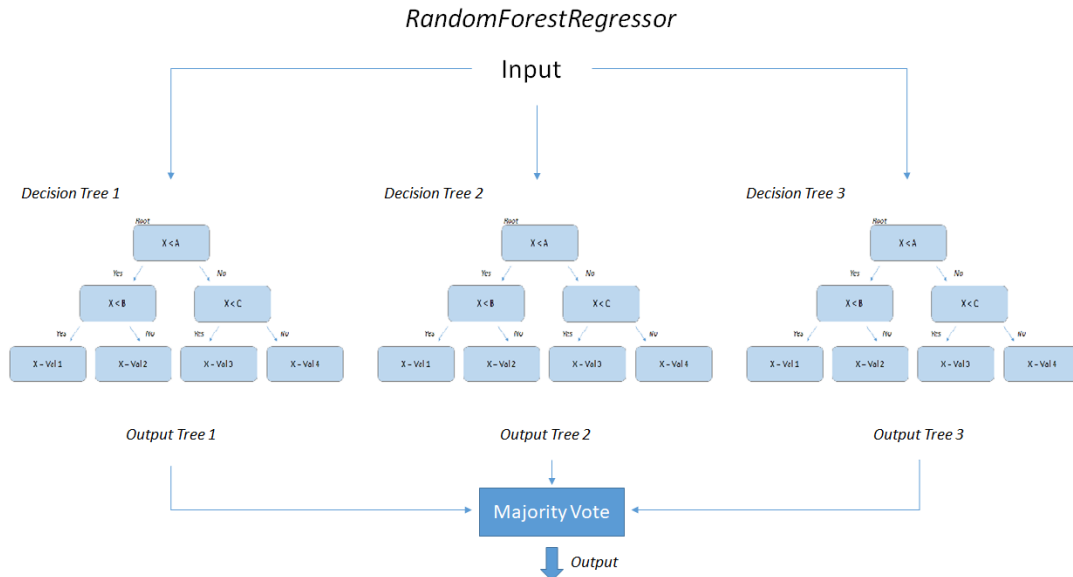 RandomForestRegressor
Input
Decision Tree 1
Decision Tree 2
Decision Tree 3
Root
Root
Root
X < A
X < A
X < A
Yes
No
Yes
No
Yes
No
X < B
X < C
X < B
X < C
X < B
X < C
Yes
No
Yes
No
Yes
No
Yes
No
Yes
No
Yes
No
X = Val 1
X = Val 2
X = Val 3
X = Val 4
X = Val 1
X = Val 2
X = Val 3
X = Val 4
X = Val 1
X = Val 2
X = Val 3
X = Val 4
Output Tree 1
Output Tree 2
Output Tree 3
Majority Vote
Output